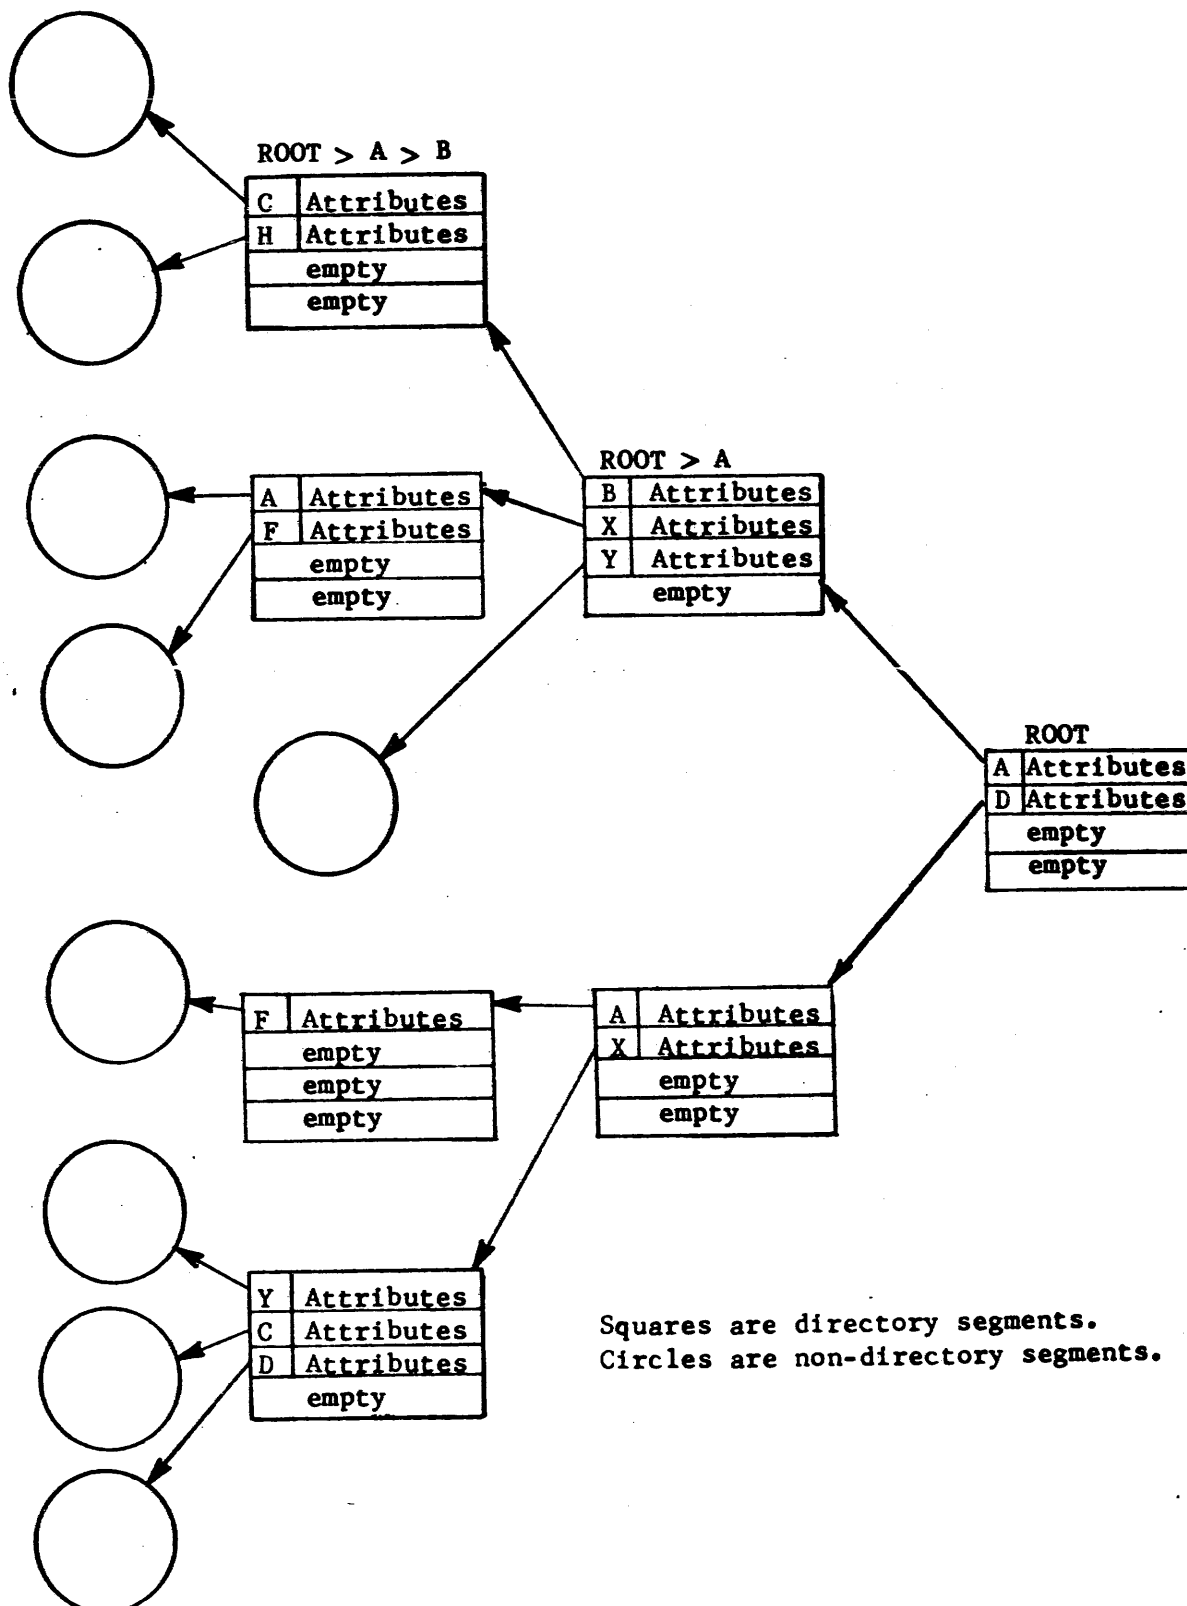 ROOT > A > B
C Attributes
H Attributes
empty
empty
ROOT > A
B Attributes
X Attributes
Y Attributes
empty
A Attributes
F Attributes
empty
empty
ROOT
A Attributes
D Attributes
empty
empty
F Attributes
empty
empty
empty
A Attributes
X Attributes
empty
empty
Y Attributes
C Attributes
D Attributes
empty
Squares are directory segments.
Circles are non-directory segments.